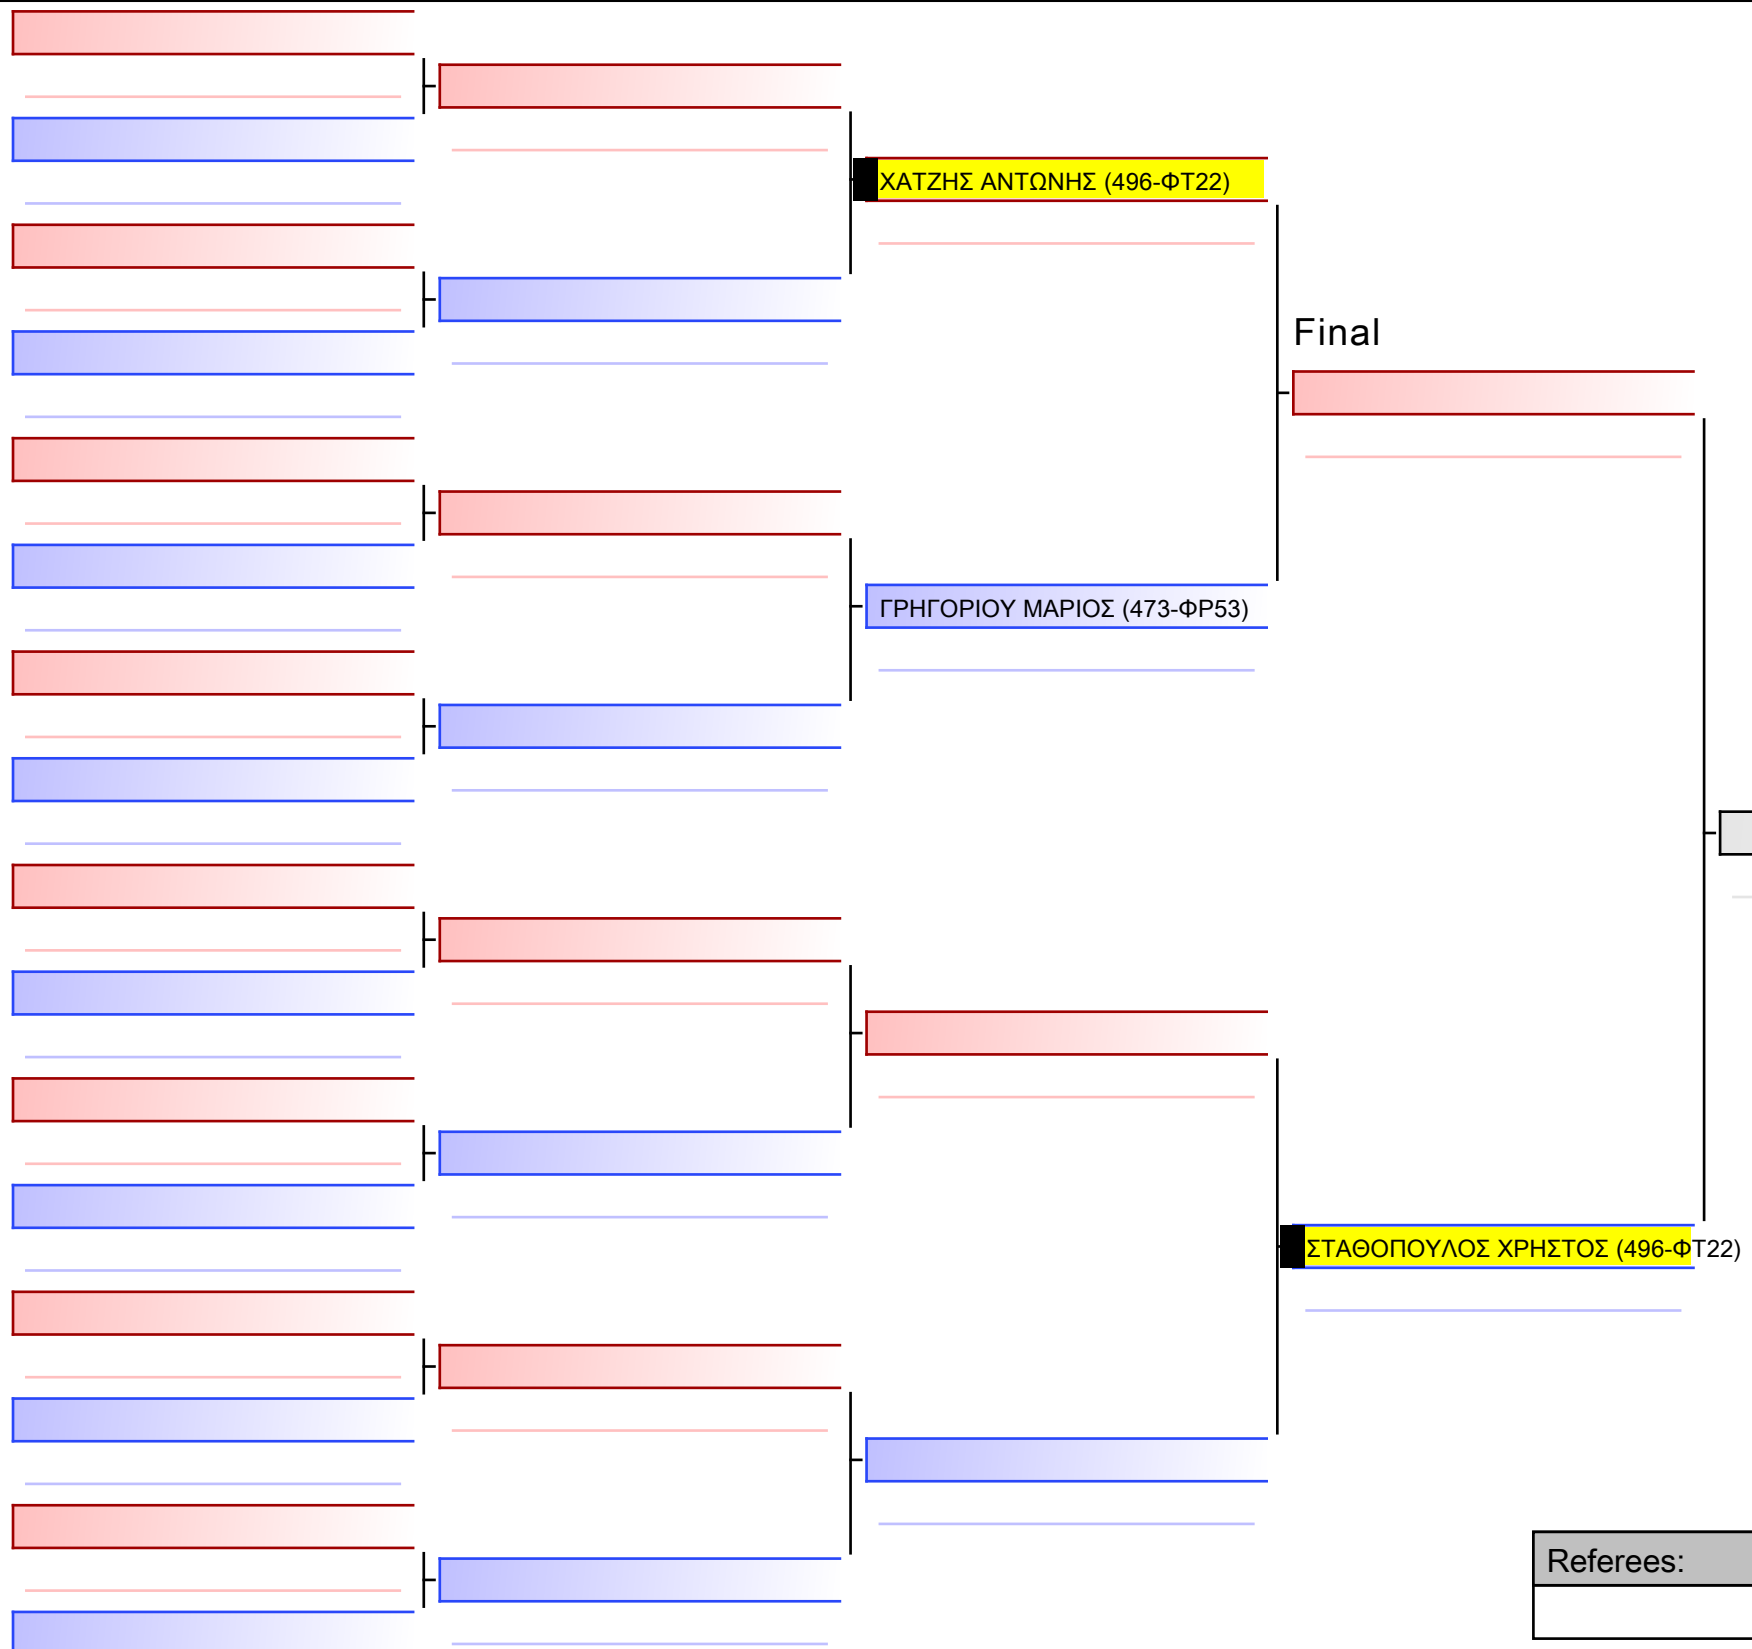 ΧΑΤΖΗΣ ΑΝΤΩΝΗΣ (496-ΦΤ22)
Final
ΓΡΗΓΟΡΙΟΥ ΜΑΡΙΟΣ (473-ΦΡ53)
ΣΤΑΘΟΠΟΥΛΟΣ ΧΡΗΣΤΟΣ (496-ΦΤ22)
Referees: